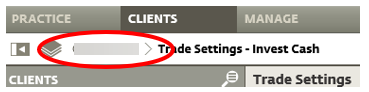 PRACTICE CLIENTS MANAGE
Trade Settings - Invest Cash
CLIENTS Trade Settings